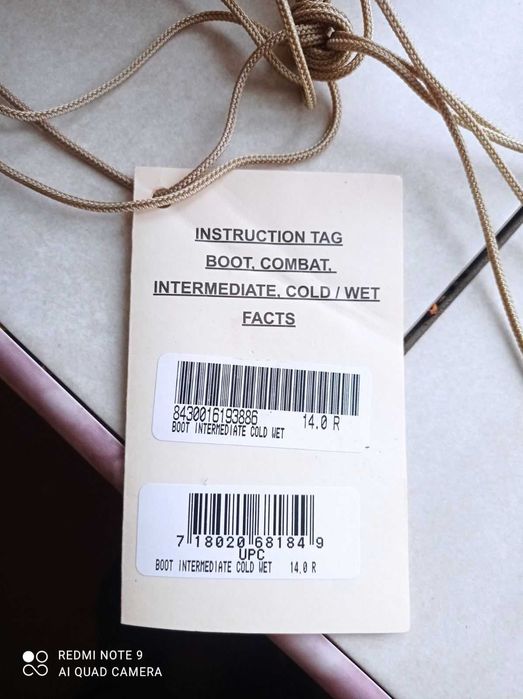 INSTRUCTION TAG
BOOT, COMBAT,
INTERMEDIATE, COLD / WET
FACTS
8430016193886 14.0 R
BOOT INTERMEDIATE COLD WET
7 18020 68184 9
UPC
BOOT INTERMEDIATE COLD WET 14.0 R
REDMI NOTE 9
AI QUAD CAMERA